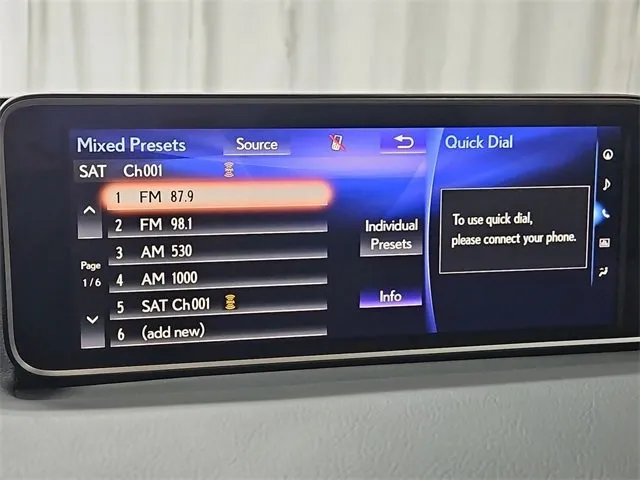 Mixed Presets Source Quick Dial
SAT Ch001
1 FM 87.9
2 FM 98.1
3 AM 530
4 AM 1000
5 SAT Ch001
6 (add new)
Page
1/6
Individual
Presets
Info
To use quick dial,
please connect your phone.